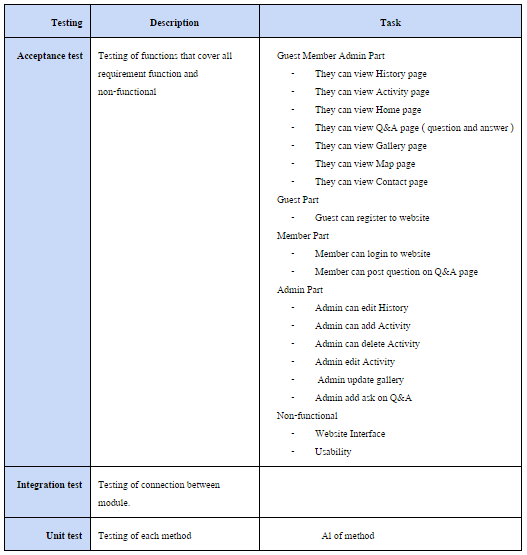 Testing Description Task
Acceptance test Testing of functions that cover all
requirement function and
non-functional
Guest Member Admin Part
- They can view History page
- They can view Activity page
- They can view Home page
- They can view Q&A page ( question and answer )
- They can view Gallery page
- They can view Map page
- They can view Contact page
Guest Part
- Guest can register to website
Member Part
- Member can login to website
- Member can post question on Q&A page
Admin Part
- Admin can edit History
- Admin can add Activity
- Admin can delete Activity
- Admin edit Activity
- Admin update gallery
- Admin add ask on Q&A
Non-functional
- Website Interface
- Usability
Integration test Testing of connection between
module.
Unit test Testing of each method Al of method